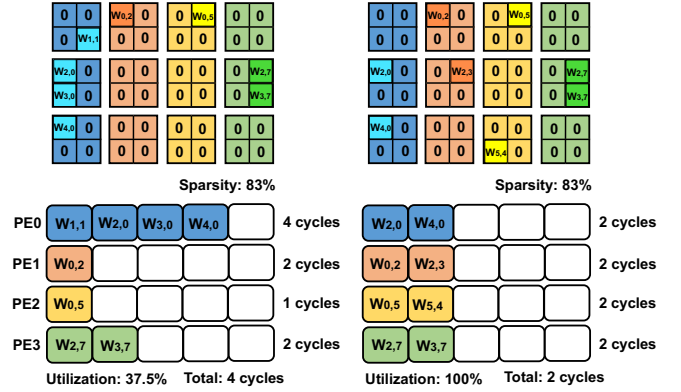 0 0 W0,2 0 0 W0,5 0 0 0 0 W0,2 0 0 W0,5 0 0
0 W1,1 0 0 0 0 0 0 0 0 0 0 0 0 0 0
W2,0 0 0 0 0 0 0 W2,7 W2,0 0 0 W2,3 0 0 0 W2,7
W3,0 0 0 0 0 0 0 W3,7 0 0 0 0 0 0 0 W3,7
W4,0 0 0 0 0 0 0 0 W4,0 0 0 0 0 0 0 0
0 0 0 0 0 0 0 0 0 0 0 0 W5,4 0 0 0
Sparsity: 83% Sparsity: 83%
PE0 W1,1 W2,0 W3,0 W4,0 4 cycles W2,0 W4,0 2 cycles
PE1 W0,2 2 cycles W0,2 W2,3 2 cycles
PE2 W0,5 1 cycles W0,5 W5,4 2 cycles
PE3 W2,7 W3,7 2 cycles W2,7 W3,7 2 cycles
Utilization: 37.5% Total: 4 cycles Utilization: 100% Total: 2 cycles